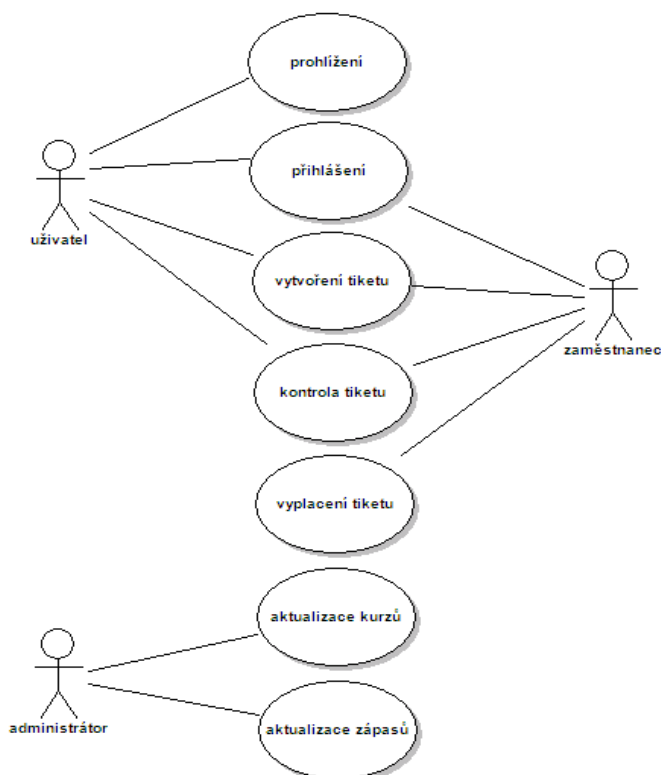 prohlížení
přihlášení
uživatel
vytvoření tiketu
zaměstnanec
kontrola tiketu
vyplacení tiketu
aktualizace kurzů
administrátor
aktualizace zápasů